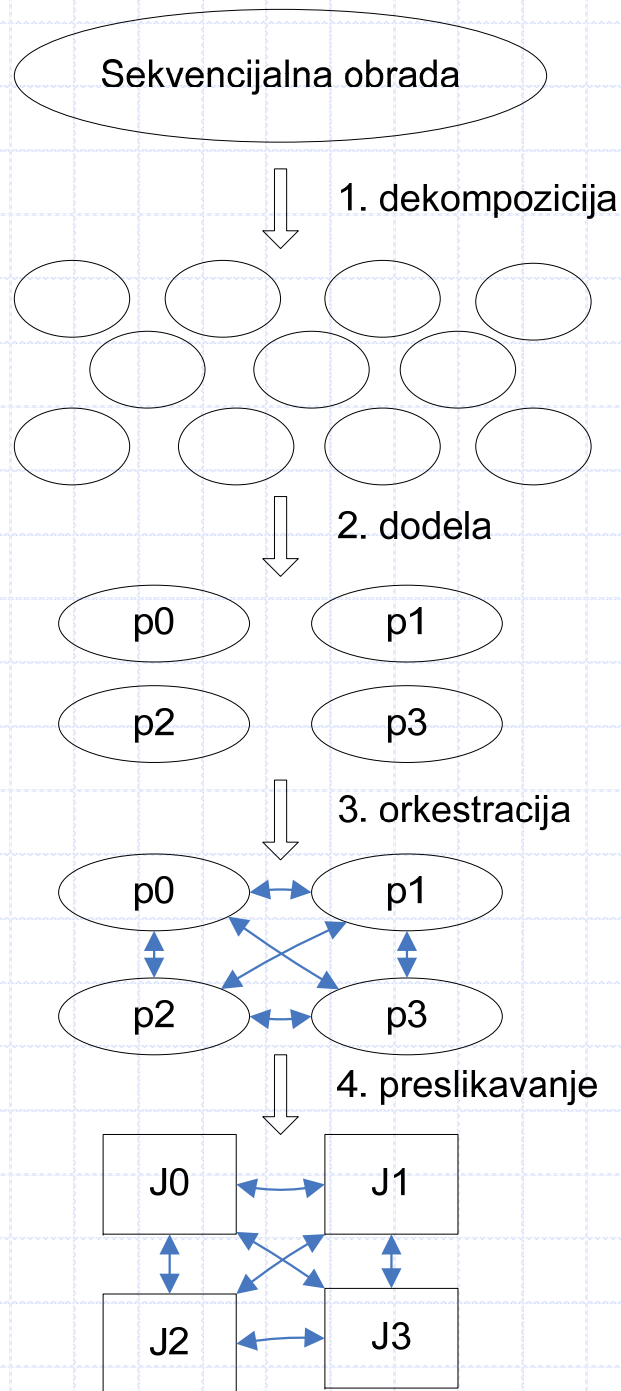 Sekvencijalna obrada
1. dekompozicija
2. dodela
p0 p1
p2 p3
3. orkestracija
p0 p1
p2 p3
4. preslikavanje
J0 J1
J2 J3